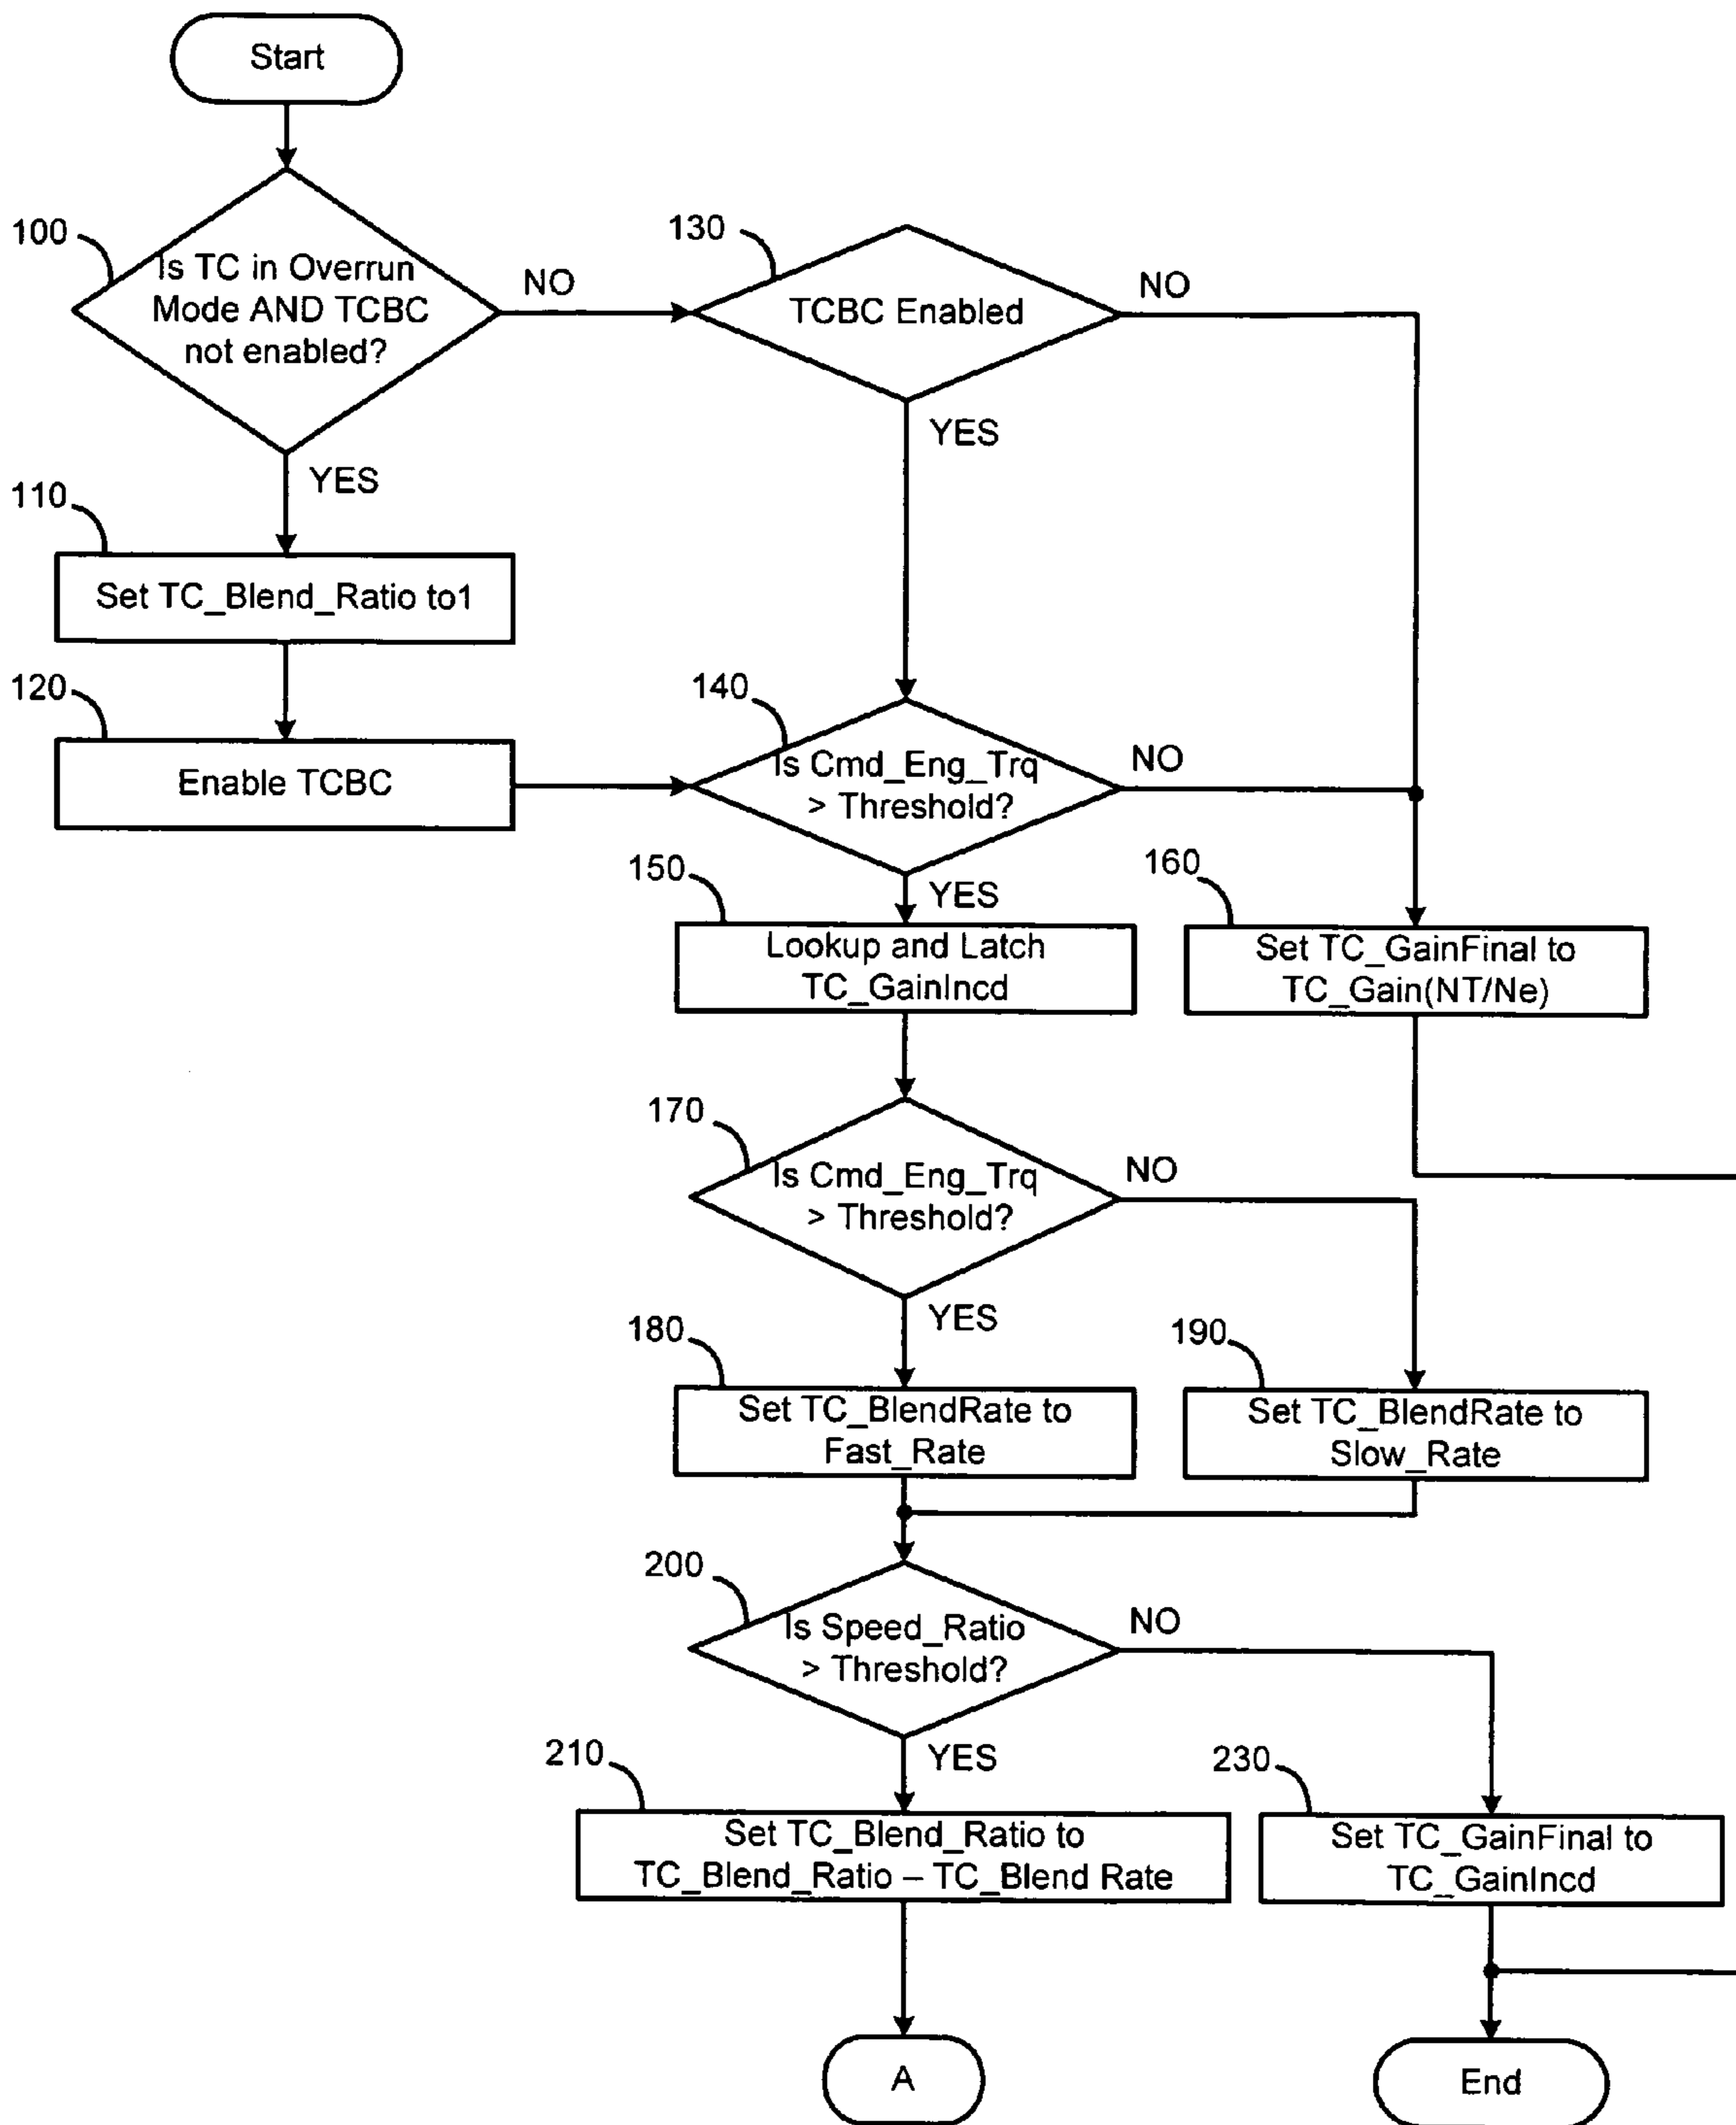 Start
100
Is TC in Overrun
Mode AND TCBC
not enabled?
NO
YES
130
TCBC Enabled
NO
YES
110
Set TC_Blend_Ratio to1
120
Enable TCBC
140
Is Cmd_Eng_Trq
> Threshold?
NO
YES
150
Lookup and Latch
TC_GainIncd
160
Set TC_GainFinal to
TC_Gain(NT/Ne)
170
Is Cmd_Eng_Trq
> Threshold?
NO
YES
180
Set TC_BlendRate to
Fast_Rate
190
Set TC_BlendRate to
Slow_Rate
200
Is Speed_Ratio
> Threshold?
NO
YES
210
Set TC_Blend_Ratio to
TC_Blend_Ratio – TC_Blend Rate
230
Set TC_GainFinal to
TC_GainIncd
A
End